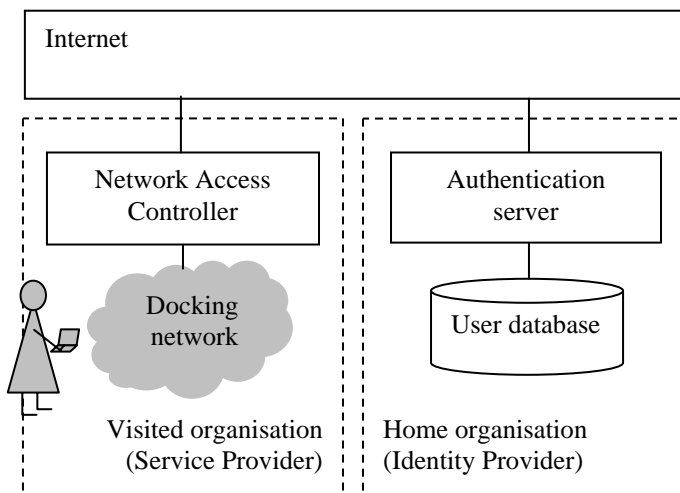 Internet
Network Access
Controller
Authentication
server
Docking
network
User database
Visited organisation
(Service Provider)
Home organisation
(Identity Provider)